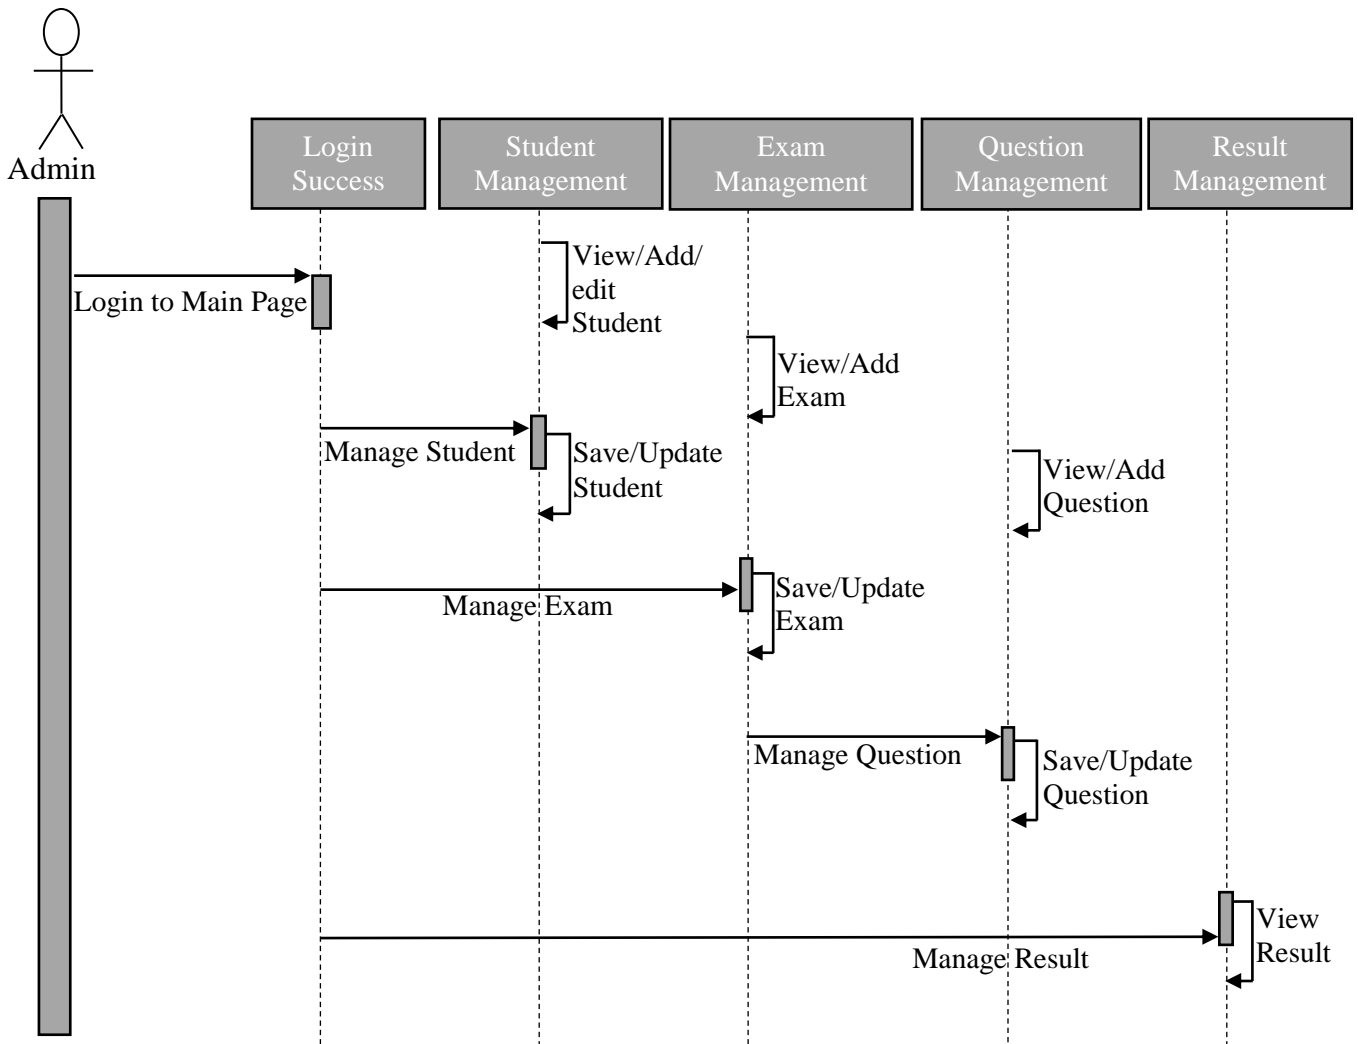 Admin
Login
Success
Student
Management
Exam
Management
Question
Management
Result
Management
View/Add/
edit
Student
Login to Main Page
View/Add
Exam
Manage Student
Save/Update
Student
View/Add
Question
Manage Exam
Save/Update
Exam
Manage Question
Save/Update
Question
View
Result
Manage Result